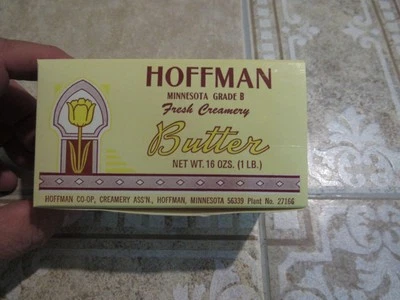 HOFFMAN
MINNESOTA GRADE B
Fresh Creamery
Butter
NET WT. 16 OZS. (1 LB.)
HOFFMAN CO-OP, CREAMERY ASS'N., HOFFMAN, MINNESOTA 56339 Plant No. 27166